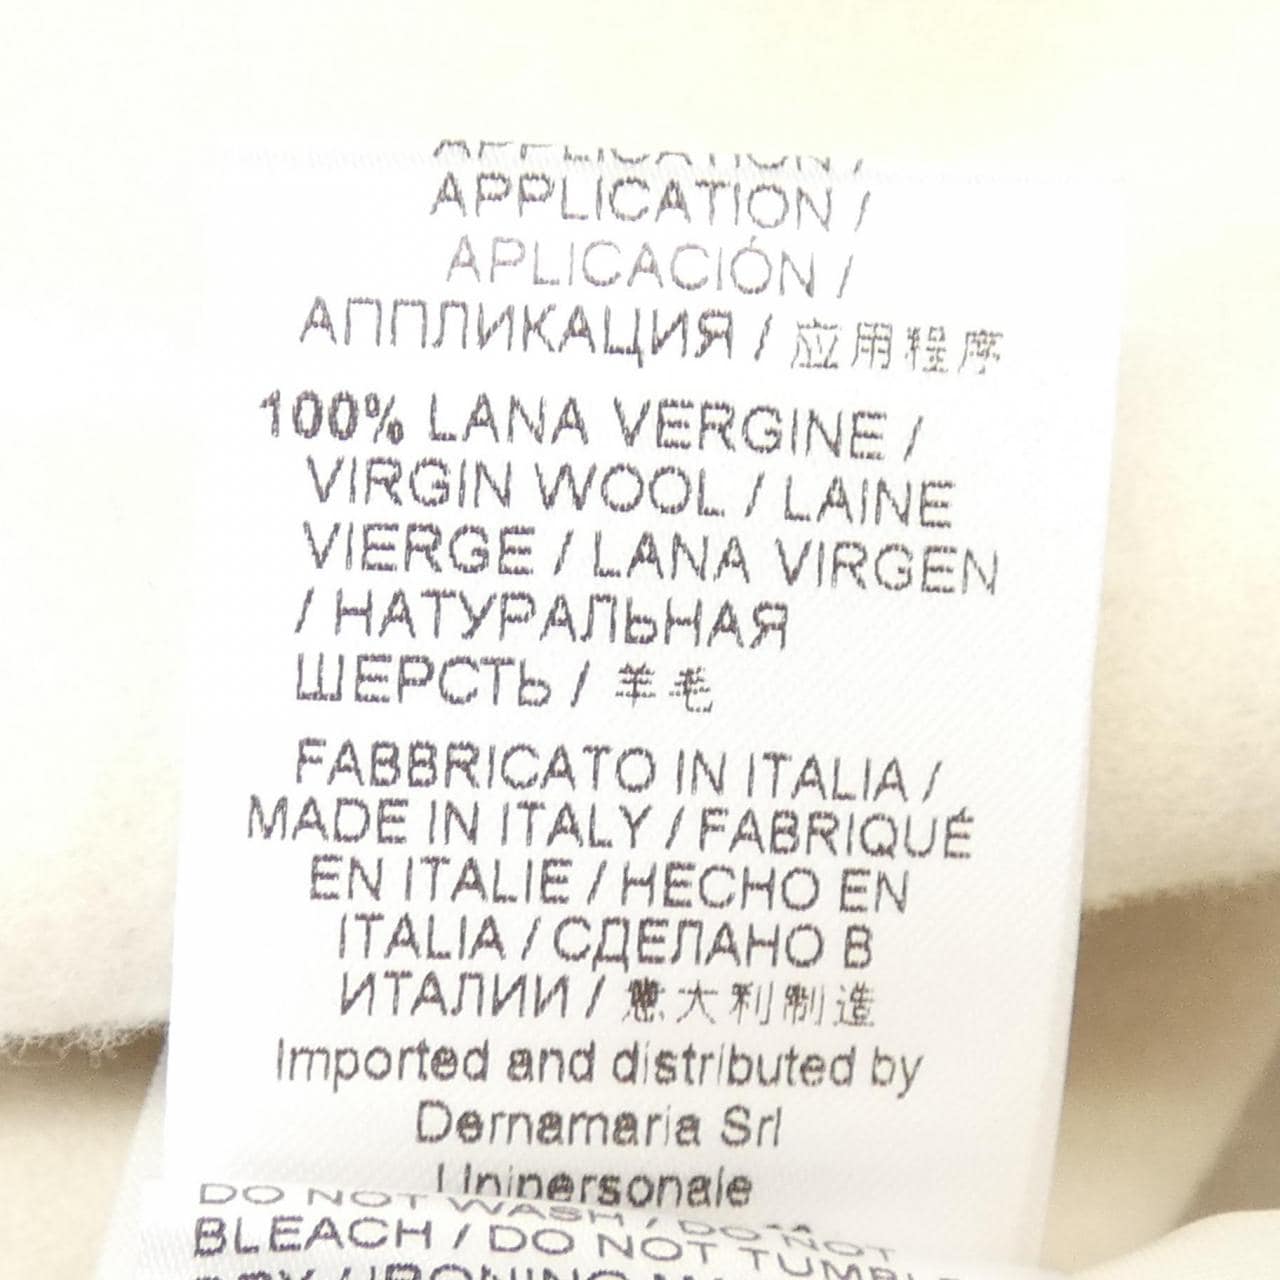 APPLICATION /
APLICACIÓN /
АППЛИКАЦИЯ / 应用程序
100% LANA VERGINE /
VIRGIN WOOL / LAINE
VIERGE / LANA VIRGEN
/ НАТУРАЛЬНАЯ
ШЕРСТЬ / 羊毛
FABBRICATO IN ITALIA /
MADE IN ITALY / FABRIQUÉ
EN ITALIE / HECHO EN
ITALIA / СДЕЛАНО В
ИТАЛИИ / 意大利制造
Imported and distributed by
Dernamaria Srl
Uninersonale
DO NOT WASH / DO NOT
BLEACH / DO NOT TUMBLE